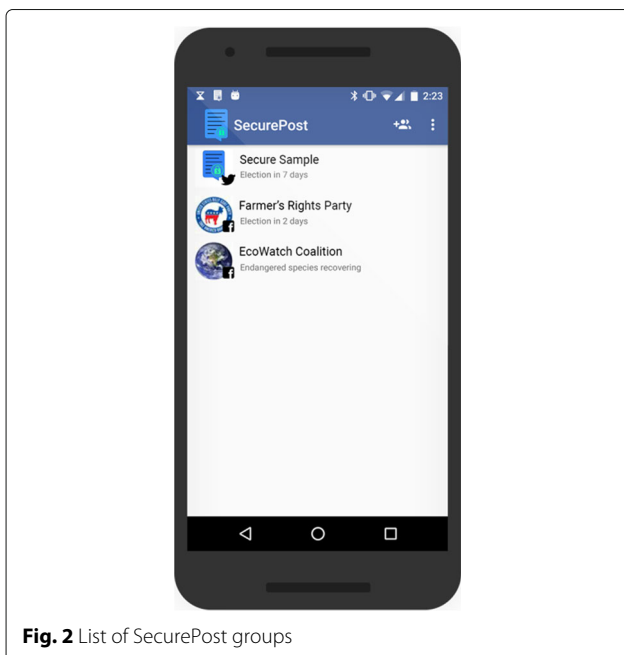 2:23
SecurePost
Secure Sample
Election in 7 days
Farmer's Rights Party
Election in 2 days
EcoWatch Coalition
Endangered species recovering
Fig. 2 List of SecurePost groups